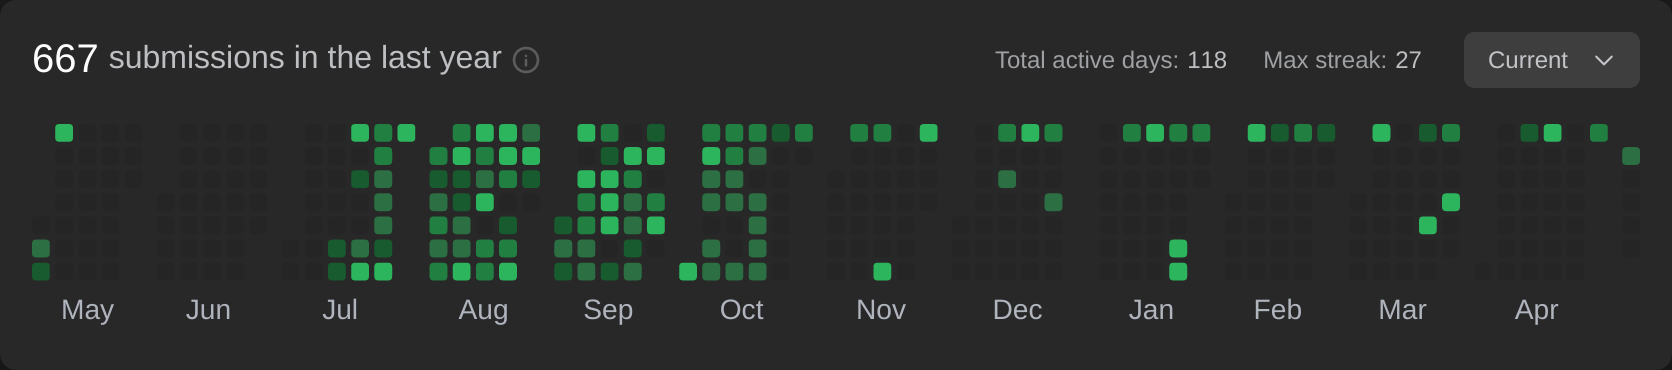 667 submissions in the last year Total active days: 118 Max streak: 27 Current
May Jun Jul Aug Sep Oct Nov Dec Jan Feb Mar Apr